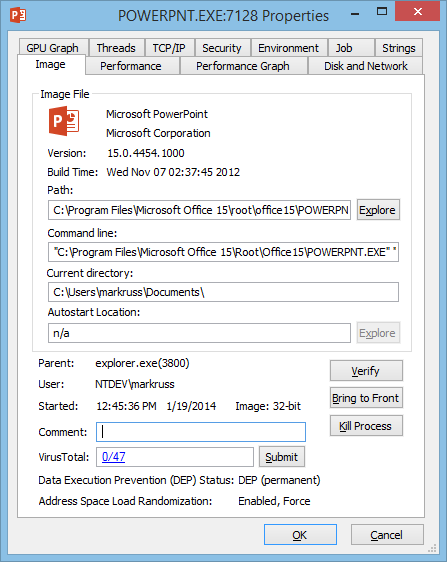 POWERPNT.EXE:7128 Properties
GPU Graph Threads TCP/IP Security Environment Job Strings
Image Performance Performance Graph Disk and Network
Image File
Microsoft PowerPoint
Microsoft Corporation
Version: 15.0.4454.1000
Build Time: Wed Nov 07 02:37:45 2012
Path:
C:\Program Files\Microsoft Office 15\root\office15\POWERPN Explore
Command line:
"C:\Program Files\Microsoft Office 15\Root\Office15\POWERPNT.EXE" "
Current directory:
C:\Users\markruss\Documents\
Autostart Location:
n/a Explore
Parent: explorer.exe(3800)
Verify
User: NTDEV\markruss
Bring to Front
Started: 12:45:36 PM 1/19/2014 Image: 32-bit
Kill Process
Comment:
VirusTotal: 0/47 Submit
Data Execution Prevention (DEP) Status: DEP (permanent)
Address Space Load Randomization: Enabled, Force
OK Cancel